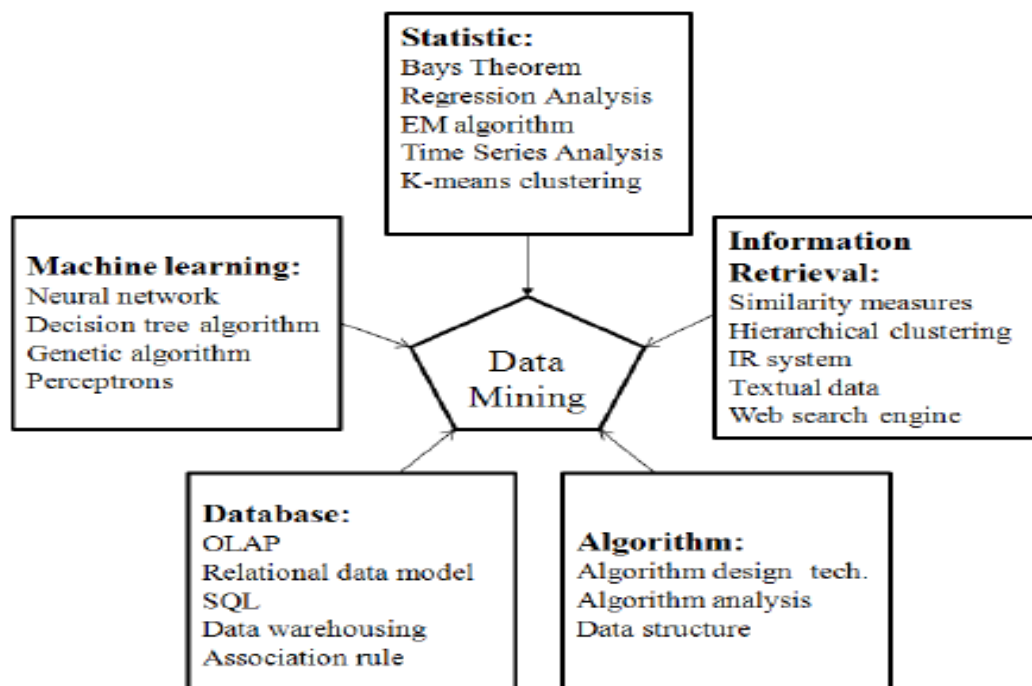 Statistic:
Bays Theorem
Regression Analysis
EM algorithm
Time Series Analysis
K-means clustering
Machine learning:
Neural network
Decision tree algorithm
Genetic algorithm
Perceptrons
Information
Retrieval:
Similarity measures
Hierarchical clustering
IR system
Textual data
Web search engine
Data
Mining
Database:
OLAP
Relational data model
SQL
Data warehousing
Association rule
Algorithm:
Algorithm design tech.
Algorithm analysis
Data structure